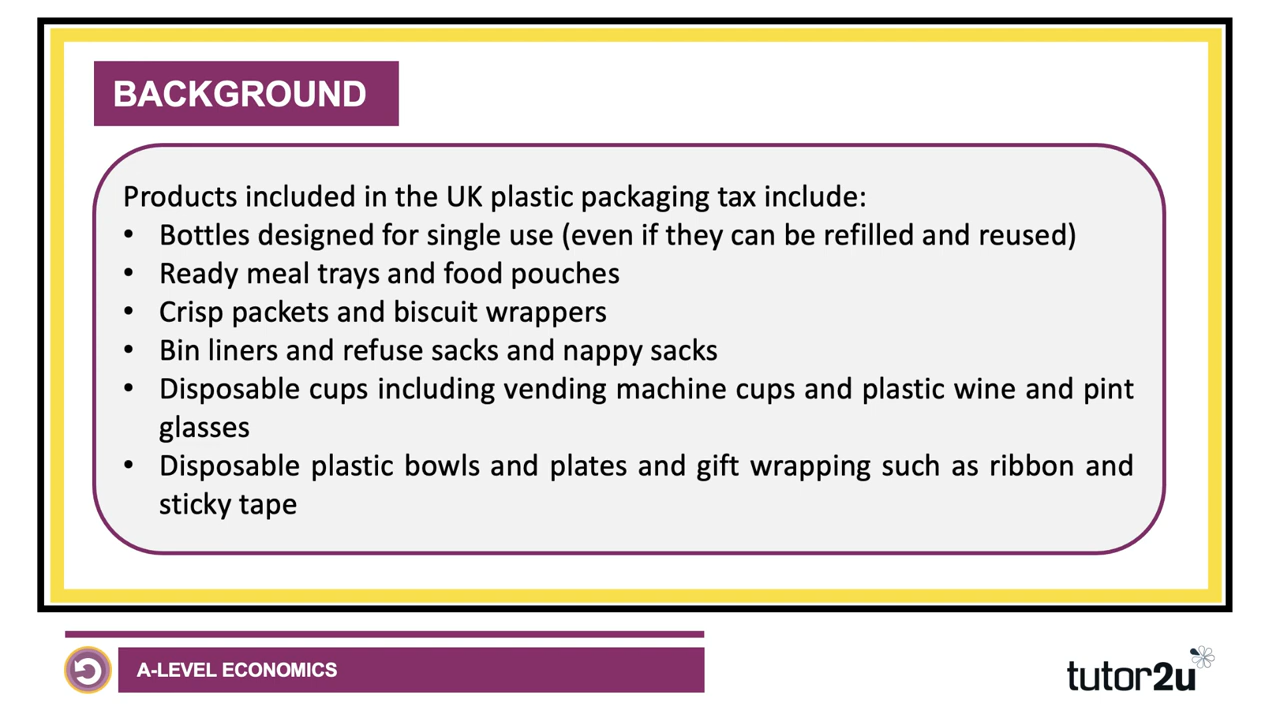 BACKGROUND
Products included in the UK plastic packaging tax include:
• Bottles designed for single use (even if they can be refilled and reused)
• Ready meal trays and food pouches
• Crisp packets and biscuit wrappers
• Bin liners and refuse sacks and nappy sacks
• Disposable cups including vending machine cups and plastic wine and pint
glasses
• Disposable plastic bowls and plates and gift wrapping such as ribbon and
sticky tape
A-LEVEL ECONOMICS
tutor2u